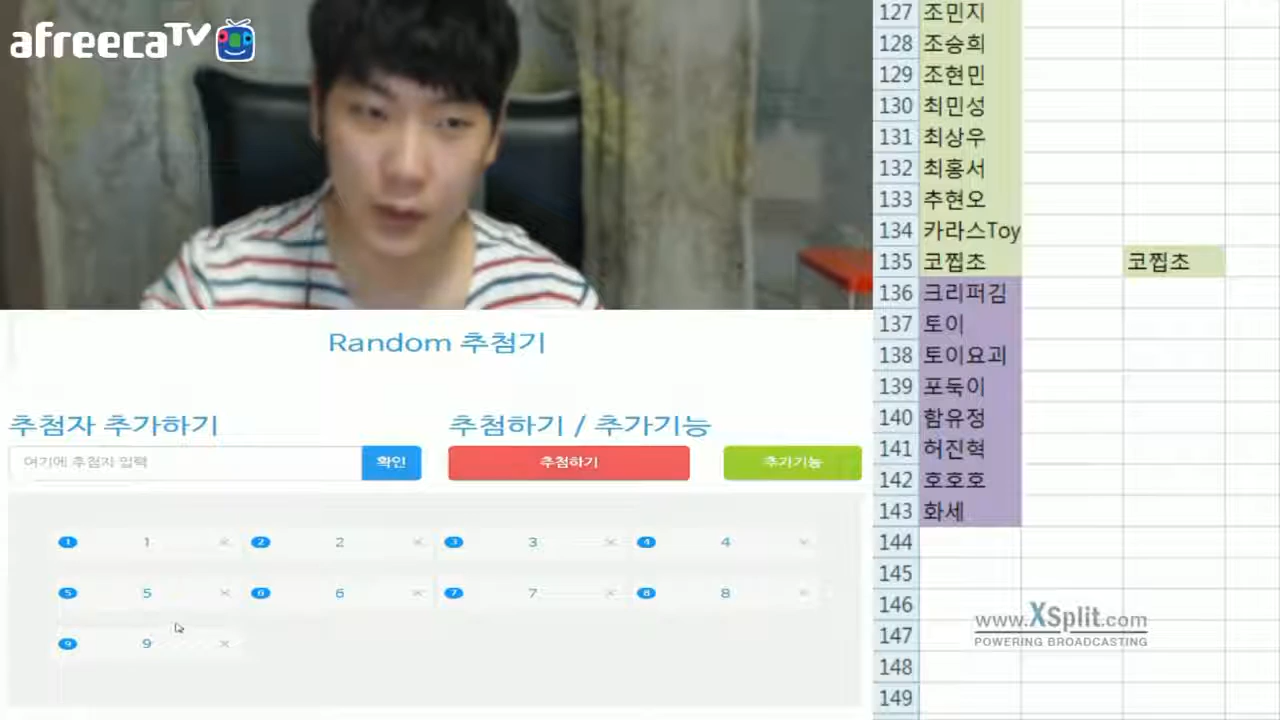 afreecaTV
Random 추첨기
추첨자 추가하기
추첨하기 / 추가기능
여기에 추첨자 입력
확인
추첨하기
추가기능
1 1 × 2 2 × 3 3 × 4 4 ×
5 5 × 6 6 × 7 7 × 8 8 ×
9 9 ×
127 조민지
128 조승희
129 조현민
130 최민성
131 최상우
132 최홍서
133 추현오
134 카라스Toy
135 코찝초 코찝초
136 크리퍼김
137 토이
138 토이요괴
139 포둑이
140 함유정
141 허진혁
142 호호호
143 화세
144
145
146
147
148
149
www.XSplit.com
POWERING BROADCASTING